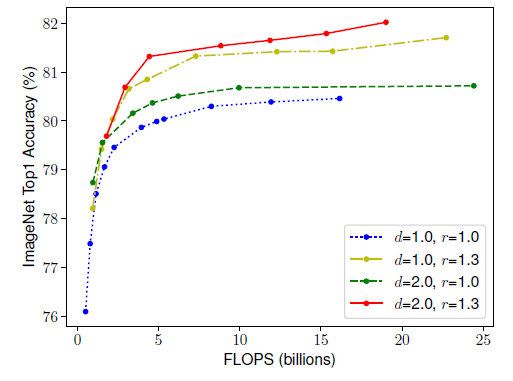 82
81
80
79
78
77
76
ImageNet Top1 Accuracy (%)
d=1.0, r=1.0
d=1.0, r=1.3
d=2.0, r=1.0
d=2.0, r=1.3
0 5 10 15 20 25
FLOPS (billions)